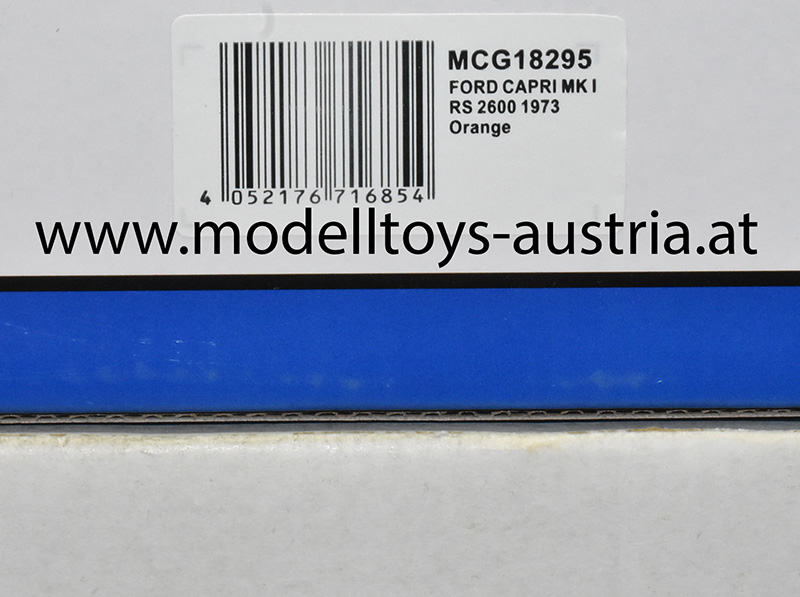 MCG18295
FORD CAPRI MK I
RS 2600 1973
Orange
4 052176 716854
www.modelltoys-austria.at